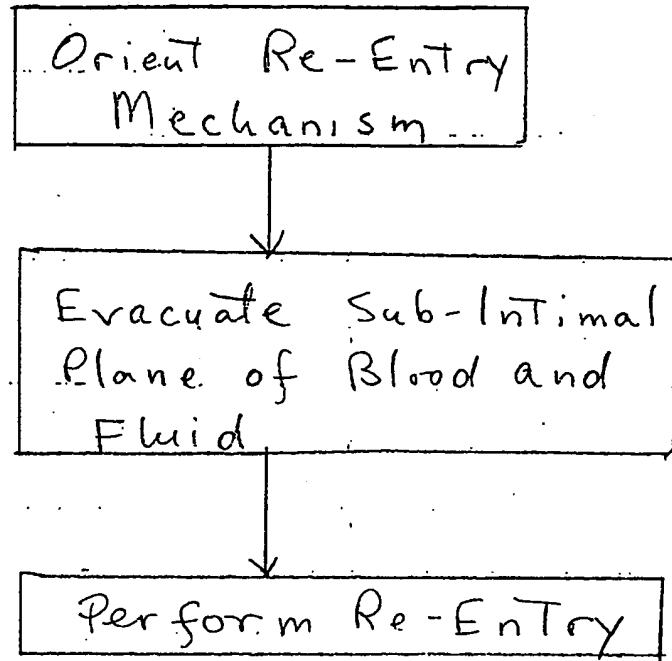 Orient Re-Entry
Mechanism
Evacuate Sub-Intimal
Plane of Blood and
Fluid
Perform Re-Entry